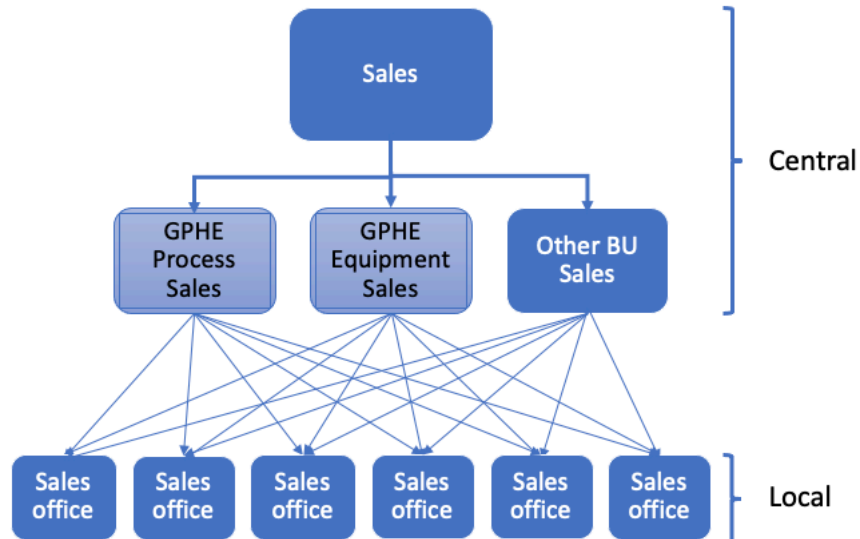 Sales
Central
GPHE
Process
Sales
GPHE
Equipment
Sales
Other BU
Sales
Sales
office
Sales
office
Sales
office
Sales
office
Sales
office
Sales
office
Local